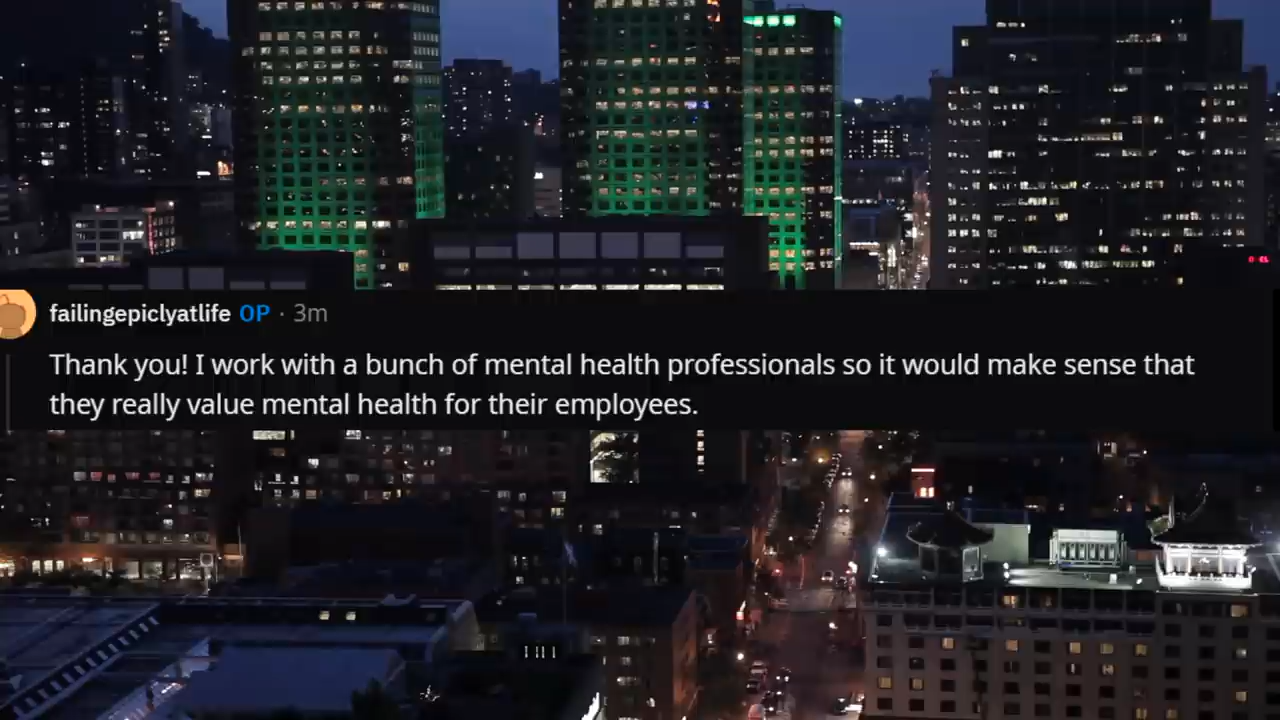 failingepiclyatlife OP · 3m
Thank you! I work with a bunch of mental health professionals so it would make sense that
they really value mental health for their employees.